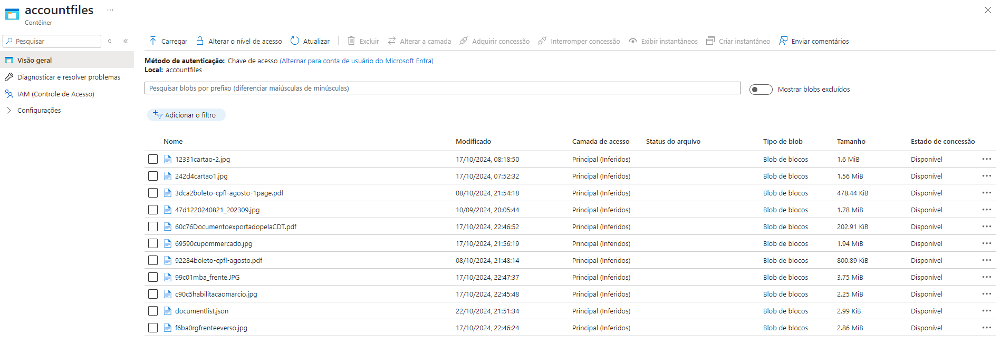 accountfiles ...
Contêiner
Pesquisar
Carregar Alterar o nível de acesso Atualizar Excluir Alterar a camada Adquirir concessão Interromper concessão Exibir instantâneos Criar instantâneo Enviar comentários
Visão geral
Diagnosticar e resolver problemas
IAM (Controle de Acesso)
Configurações
Método de autenticação: Chave de acesso (Alternar para conta de usuário do Microsoft Entra)
Local: accountfiles
Pesquisar blobs por prefixo (diferenciar maiúsculas de minúsculas)
Mostrar blobs excluídos
Adicionar o filtro
Nome Modificado Camada de acesso Status do arquivo Tipo de blob Tamanho Estado de concessão
12331cartao-2.jpg 17/10/2024, 08:18:50 Principal (Inferidos) Blob de blocos 1.6 MiB Disponível
242d4cartao1.jpg 17/10/2024, 07:52:32 Principal (Inferidos) Blob de blocos 1.56 MiB Disponível
3dca2boleto-cpfl-agosto-1page.pdf 08/10/2024, 21:54:18 Principal (Inferidos) Blob de blocos 478.44 KiB Disponível
47d1220240821_202309.jpg 10/09/2024, 20:05:44 Principal (Inferidos) Blob de blocos 1.78 MiB Disponível
60c76DocumentoexportadopelaCDT.pdf 17/10/2024, 22:46:52 Principal (Inferidos) Blob de blocos 202.91 KiB Disponível
69590cupommercado.jpg 17/10/2024, 21:56:19 Principal (Inferidos) Blob de blocos 1.94 MiB Disponível
92284boleto-cpfl-agosto.pdf 08/10/2024, 21:48:14 Principal (Inferidos) Blob de blocos 800.89 KiB Disponível
99c01mba_frente.JPG 17/10/2024, 22:47:37 Principal (Inferidos) Blob de blocos 3.75 MiB Disponível
c90c5habilitacaomarcio.jpg 17/10/2024, 22:45:48 Principal (Inferidos) Blob de blocos 2.25 MiB Disponível
documentlist.json 22/10/2024, 21:51:34 Principal (Inferidos) Blob de blocos 2.99 KiB Disponível
f6ba0rgfrenteeverso.jpg 17/10/2024, 22:46:24 Principal (Inferidos) Blob de blocos 2.86 MiB Disponível